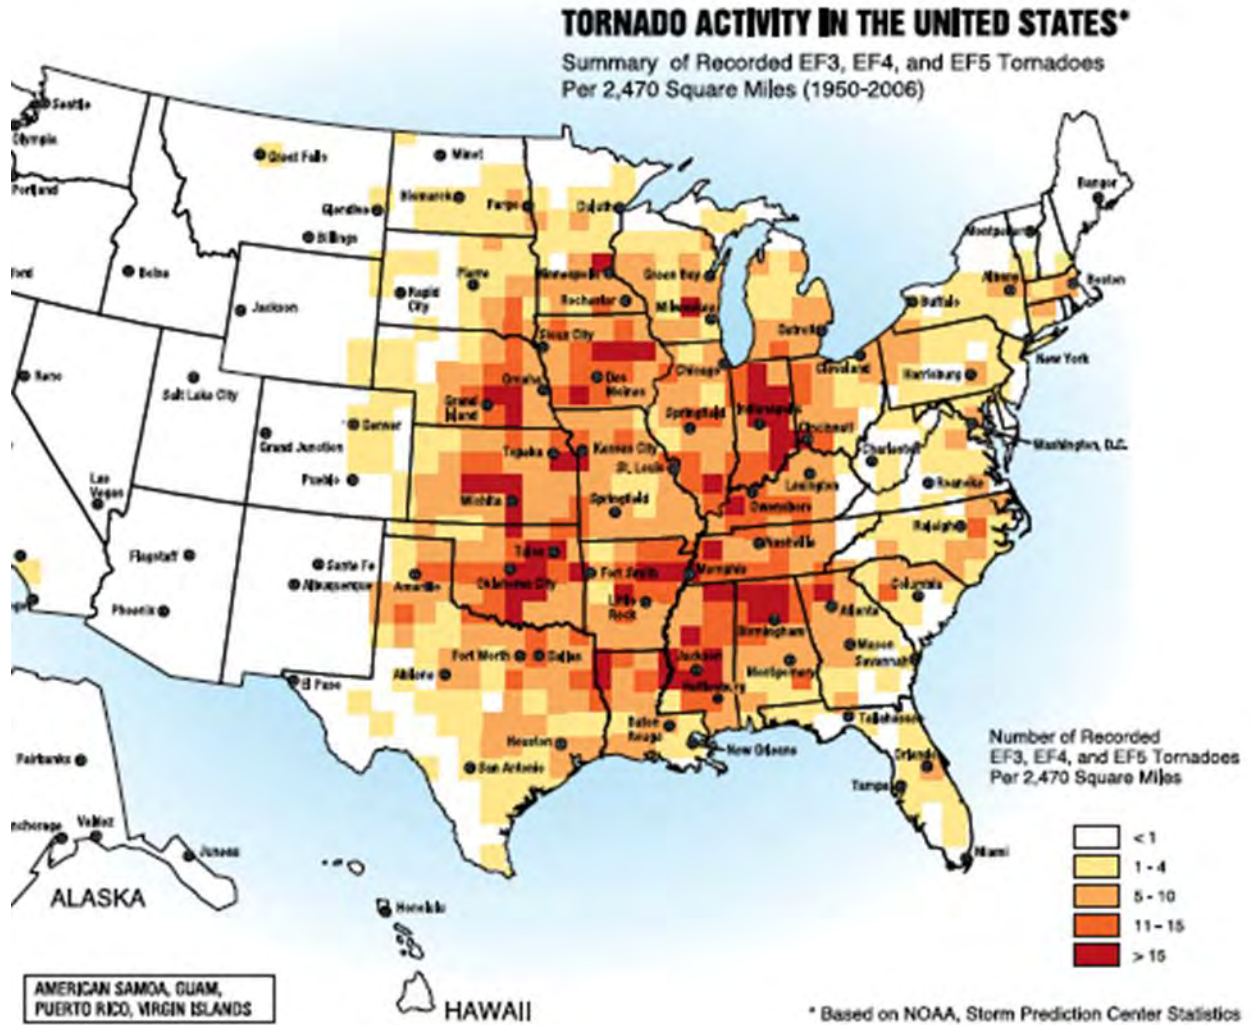 TORNADO ACTIVITY IN THE UNITED STATES*
Summary of Recorded EF3, EF4, and EF5 Tornadoes
Per 2,470 Square Miles (1950-2006)
Seattle
Olympia
Portland
Great Falls
Minot
Bismarck
Fargo
Duluth
Glendive
Billings
Bangor
Montpelier
Boise
Jackson
Rapid
City
Pierre
Minneapolis
Green Bay
Rochester
Milwaukee
Albany
Boston
Buffalo
Sioux City
Detroit
New York
Reno
Salt Lake City
Omaha
Des
Moines
Chicago
Cleveland
Harrisburg
Grand
Island
Springfield
Indianapolis
Cincinnati
Denver
Grand Junction
Topeka
Kansas City
St. Louis
Charleston
Washington, D.C.
Las
Vegas
Pueblo
Wichita
Springfield
Lexington
Roanoke
Owensboro
Raleigh
Nashville
Flagstaff
Santa Fe
Albuquerque
Amarillo
Tulsa
Oklahoma City
Fort Smith
Memphis
Phoenix
Little
Rock
Columbia
Atlanta
Birmingham
Macon
Savannah
Fort Worth
Dallas
Jackson
Montgomery
Abilene
El Paso
Hattiesburg
Baton
Rouge
Tallahassee
New Orleans
Houston
San Antonio
Orlando
Tampa
Miami
Number of Recorded
EF3, EF4, and EF5 Tornadoes
Per 2,470 Square Miles
< 1
1 - 4
5 - 10
11 - 15
> 15
Fairbanks
nchorage
Valdez
Juneau
ALASKA
Honolulu
HAWAII
AMERICAN SAMOA, GUAM,
PUERTO RICO, VIRGIN ISLANDS
* Based on NOAA, Storm Prediction Center Statistics